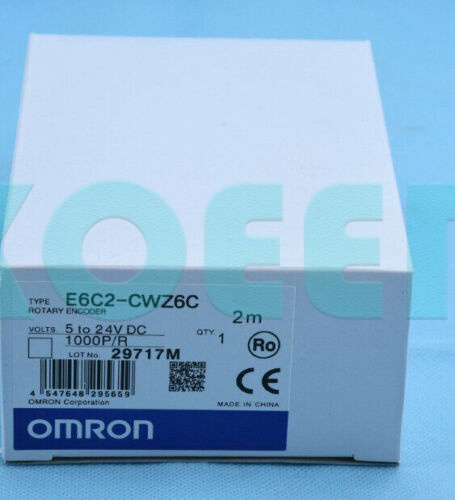 KOEED
TYPE E6C2-CWZ6C 2m
ROTARY ENCODER
VOLTS. 5 to 24V DC QTY. 1
1000P/R Ro
LOT No. 29717M CE
4 547648 295659
OMRON Corporation MADE IN CHINA
OMRON